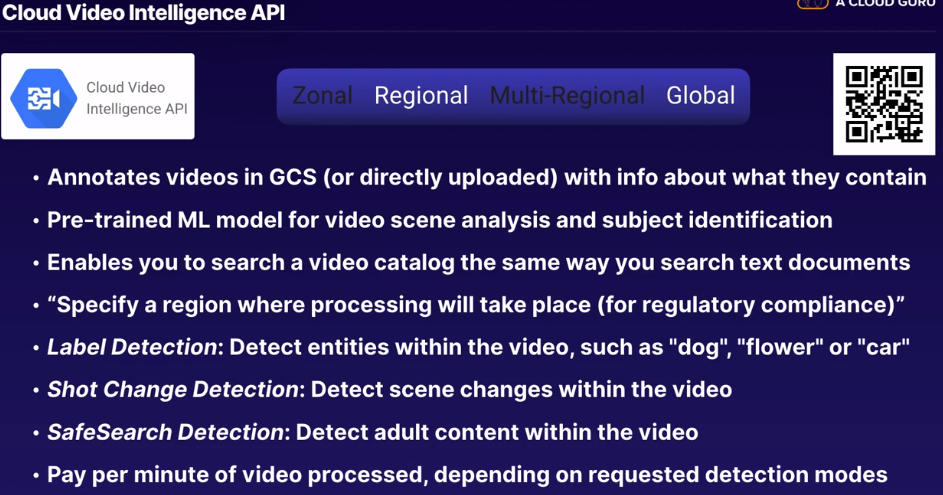 Cloud Video Intelligence API
A CLOUD GURU
Cloud Video
Intelligence API
Zonal Regional Multi-Regional Global
• Annotates videos in GCS (or directly uploaded) with info about what they contain
• Pre-trained ML model for video scene analysis and subject identification
• Enables you to search a video catalog the same way you search text documents
• “Specify a region where processing will take place (for regulatory compliance)”
• Label Detection: Detect entities within the video, such as "dog", "flower" or "car"
• Shot Change Detection: Detect scene changes within the video
• SafeSearch Detection: Detect adult content within the video
• Pay per minute of video processed, depending on requested detection modes